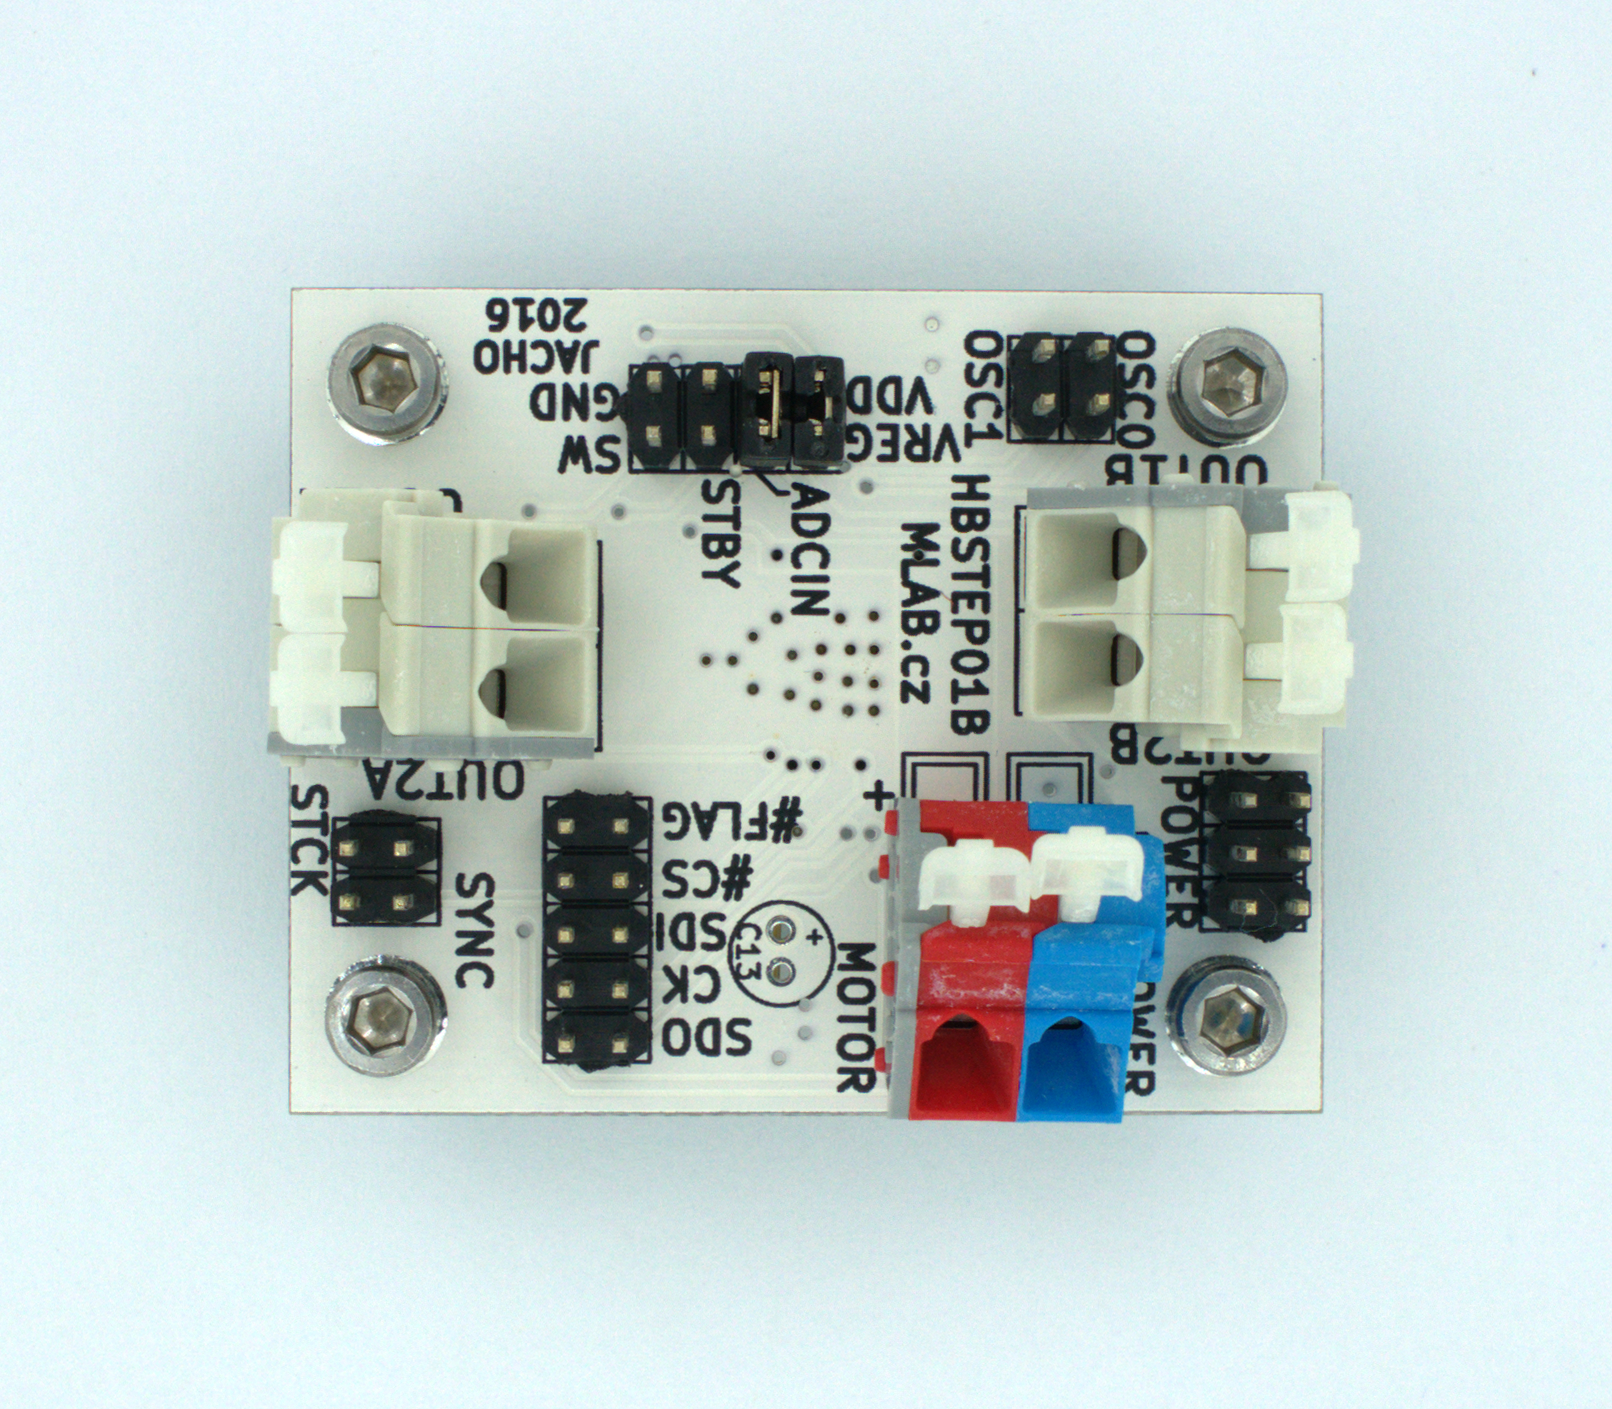 2016
JACHO
GND
SW
VDD
VREG
STBY
ADCIN
OSC1
OSC0
OUT1B
HBSTEP01B
MLAB.cz
OUT2B
OUT2A
STCK
SYNC
#FLAG
#CS
SDI
CK
SDO
C13
+
+
MOTOR
POWER
POWER